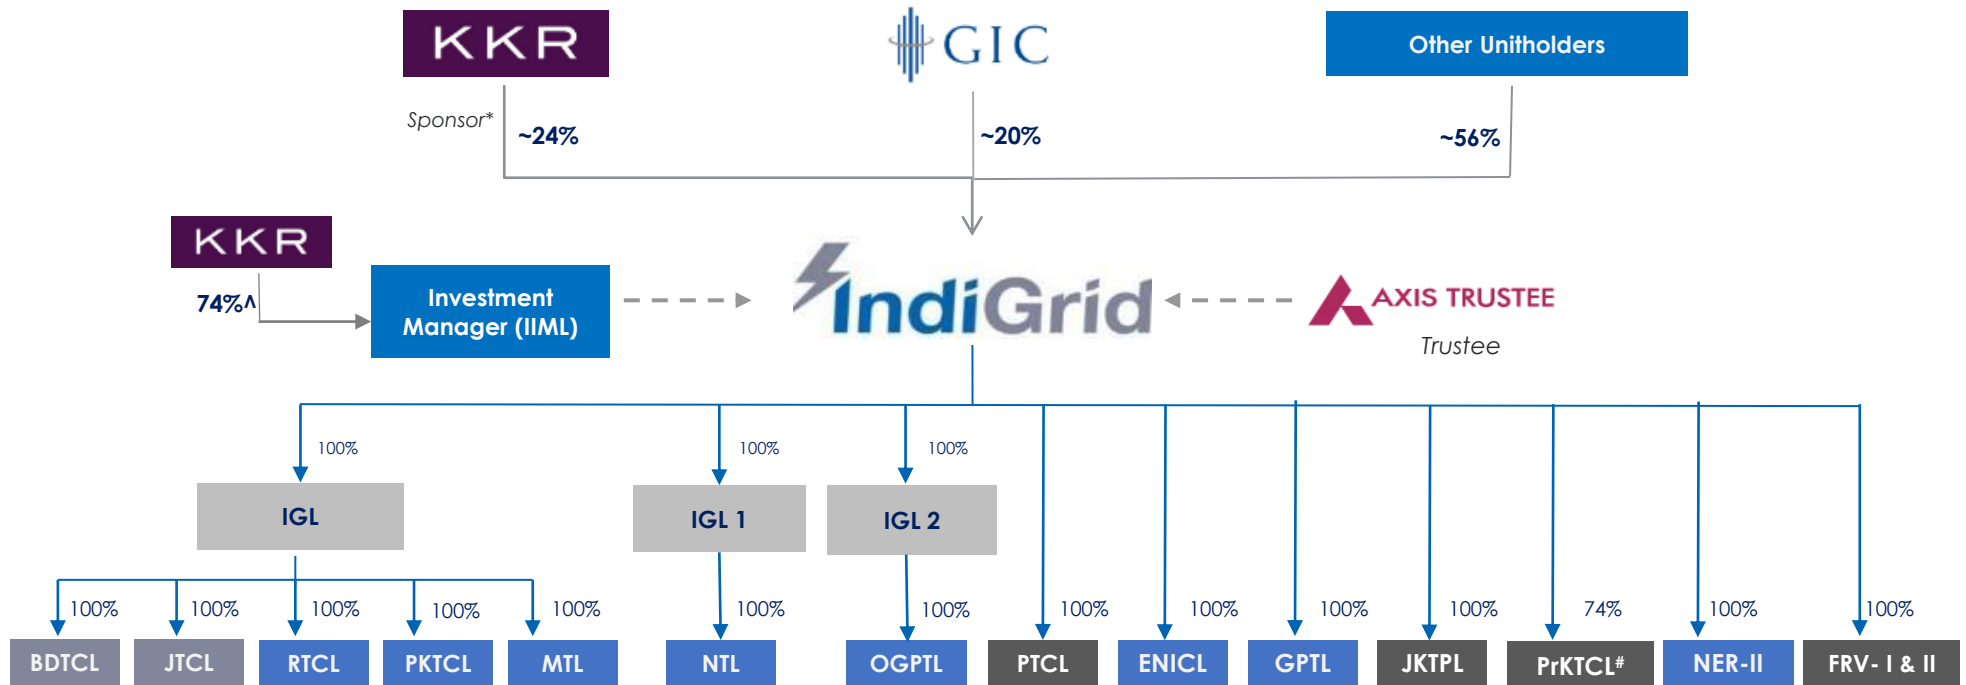 KKR
GIC
Other Unitholders
Sponsor*
~24%
~20%
~56%
KKR
74%^
Investment
Manager (IIML)
IndiGrid
AXIS TRUSTEE
Trustee
100%
100%
100%
IGL
IGL 1
IGL 2
100%
100%
100%
100%
100%
100%
100%
100%
100%
100%
100%
74%
100%
100%
BDTCL
JTCL
RTCL
PKTCL
MTL
NTL
OGPTL
PTCL
ENICL
GPTL
JKTPL
PrKTCL#
NER-II
FRV- I & II